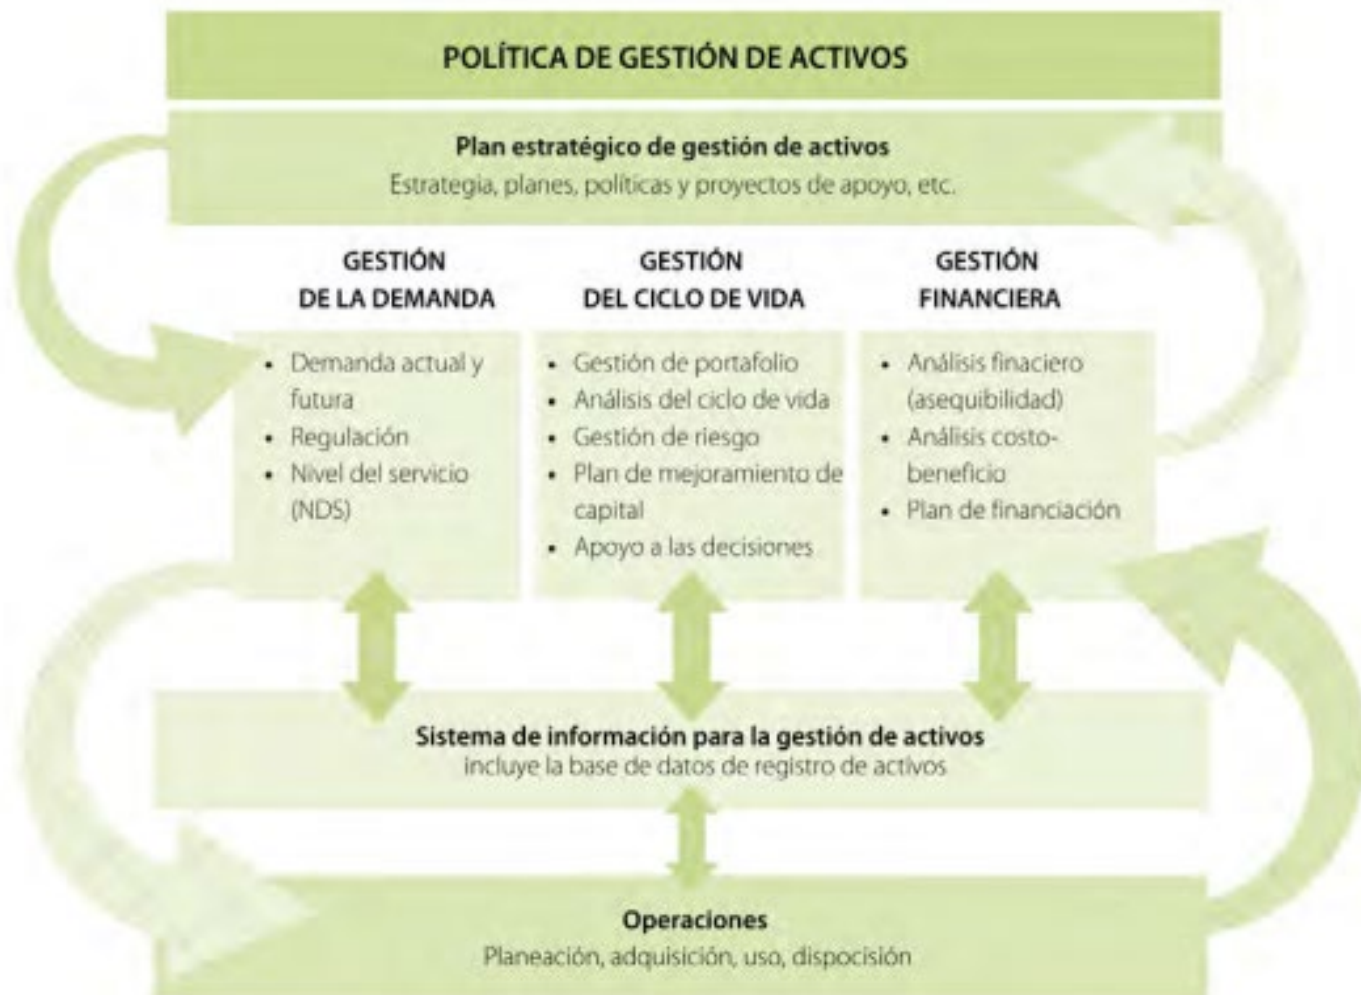 POLÍTICA DE GESTIÓN DE ACTIVOS
Plan estratégico de gestión de activos
Estrategia, planes, políticas y proyectos de apoyo, etc.
GESTIÓN
DE LA DEMANDA
• Demanda actual y
futura
• Regulación
• Nivel del servicio
(NDS)
GESTIÓN
DEL CICLO DE VIDA
• Gestión de portafolio
• Análisis del ciclo de vida
• Gestión de riesgo
• Plan de mejoramiento de
capital
• Apoyo a las decisiones
GESTIÓN
FINANCIERA
• Análisis finaciero
(asequibilidad)
• Análisis costo-
beneficio
• Plan de financiación
Sistema de información para la gestión de activos
incluye la base de datos de registro de activos
Operaciones
Planeación, adquisición, uso, dispocisión